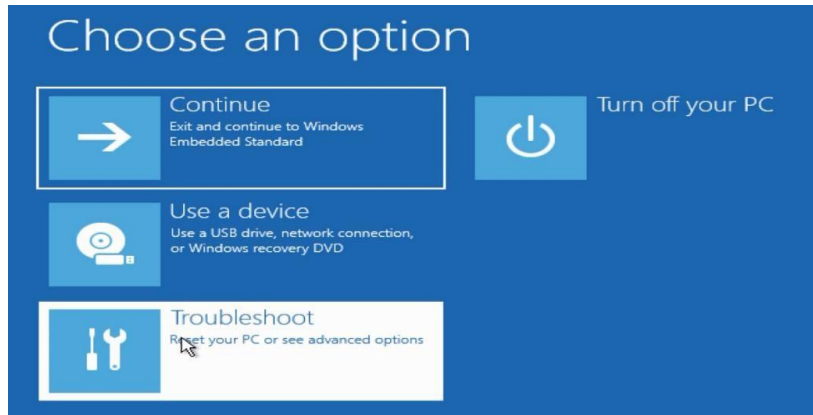 Choose an option
Continue
Exit and continue to Windows
Embedded Standard
Turn off your PC
Use a device
Use a USB drive, network connection,
or Windows recovery DVD
Troubleshoot
Reset your PC or see advanced options